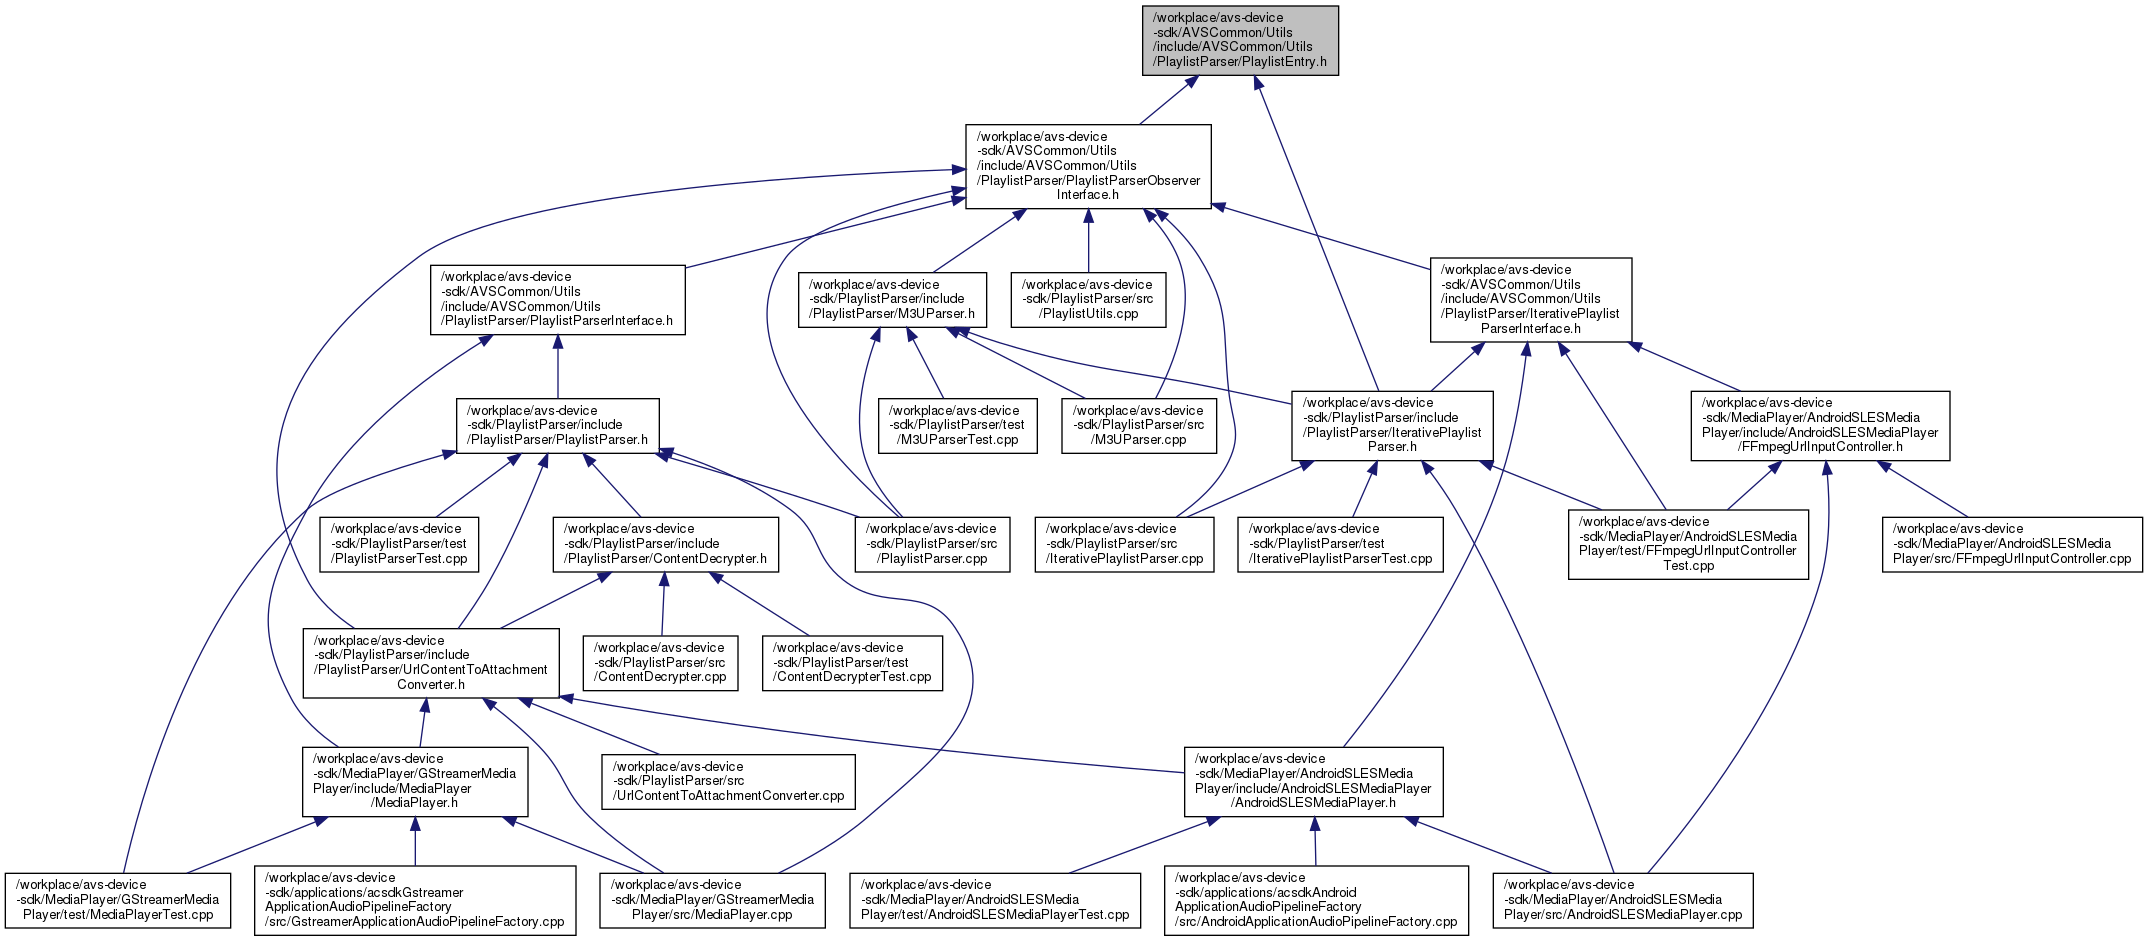 /workplace/avs-device
-sdk/AVSCommon/Utils
/include/AVSCommon/Utils
/PlaylistParser/PlaylistEntry.h
/workplace/avs-device
-sdk/AVSCommon/Utils
/include/AVSCommon/Utils
/PlaylistParser/PlaylistParserObserver
Interface.h
/workplace/avs-device
-sdk/AVSCommon/Utils
/include/AVSCommon/Utils
/PlaylistParser/PlaylistParserInterface.h
/workplace/avs-device
-sdk/PlaylistParser/include
/PlaylistParser/M3UParser.h
/workplace/avs-device
-sdk/PlaylistParser/src
/PlaylistUtils.cpp
/workplace/avs-device
-sdk/AVSCommon/Utils
/include/AVSCommon/Utils
/PlaylistParser/IterativePlaylist
ParserInterface.h
/workplace/avs-device
-sdk/PlaylistParser/include
/PlaylistParser/PlaylistParser.h
/workplace/avs-device
-sdk/PlaylistParser/test
/M3UParserTest.cpp
/workplace/avs-device
-sdk/PlaylistParser/src
/M3UParser.cpp
/workplace/avs-device
-sdk/PlaylistParser/include
/PlaylistParser/IterativePlaylist
Parser.h
/workplace/avs-device
-sdk/MediaPlayer/AndroidSLESMedia
Player/include/AndroidSLESMediaPlayer
/FFmpegUrlInputController.h
/workplace/avs-device
-sdk/PlaylistParser/test
/PlaylistParserTest.cpp
/workplace/avs-device
-sdk/PlaylistParser/include
/PlaylistParser/ContentDecrypter.h
/workplace/avs-device
-sdk/PlaylistParser/src
/PlaylistParser.cpp
/workplace/avs-device
-sdk/PlaylistParser/src
/IterativePlaylistParser.cpp
/workplace/avs-device
-sdk/PlaylistParser/test
/IterativePlaylistParserTest.cpp
/workplace/avs-device
-sdk/MediaPlayer/AndroidSLESMedia
Player/test/FFmpegUrlInputController
Test.cpp
/workplace/avs-device
-sdk/MediaPlayer/AndroidSLESMedia
Player/src/FFmpegUrlInputController.cpp
/workplace/avs-device
-sdk/PlaylistParser/include
/PlaylistParser/UrlContentToAttachment
Converter.h
/workplace/avs-device
-sdk/PlaylistParser/src
/ContentDecrypter.cpp
/workplace/avs-device
-sdk/PlaylistParser/test
/ContentDecrypterTest.cpp
/workplace/avs-device
-sdk/MediaPlayer/GStreamerMedia
Player/include/MediaPlayer
/MediaPlayer.h
/workplace/avs-device
-sdk/PlaylistParser/src
/UrlContentToAttachmentConverter.cpp
/workplace/avs-device
-sdk/MediaPlayer/AndroidSLESMedia
Player/include/AndroidSLESMediaPlayer
/AndroidSLESMediaPlayer.h
/workplace/avs-device
-sdk/MediaPlayer/GStreamerMedia
Player/test/MediaPlayerTest.cpp
/workplace/avs-device
-sdk/applications/acsdkGstreamer
ApplicationAudioPipelineFactory
/src/GstreamerApplicationAudioPipelineFactory.cpp
/workplace/avs-device
-sdk/MediaPlayer/GStreamerMedia
Player/src/MediaPlayer.cpp
/workplace/avs-device
-sdk/MediaPlayer/AndroidSLESMedia
Player/test/AndroidSLESMediaPlayerTest.cpp
/workplace/avs-device
-sdk/applications/acsdkAndroid
ApplicationAudioPipelineFactory
/src/AndroidApplicationAudioPipelineFactory.cpp
/workplace/avs-device
-sdk/MediaPlayer/AndroidSLESMedia
Player/src/AndroidSLESMediaPlayer.cpp